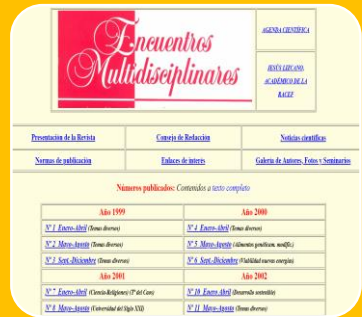 Encuentros
Multidisciplinares
AGENDA CIENTÍFICA
JESÚS LIZCANO,
ACADÉMICO DE LA
RACEF
Presentación de la Revista
Consejo de Redacción
Noticias científicas
Normas de publicación
Enlaces de interés
Galería de Autores, Fotos y Seminarios
Números publicados: Contenidos a texto completo
Año 1999
Año 2000
Nº 1 Enero-Abril (Temas diversos)
Nº 4 Enero-Abril (Temas diversos)
Nº 2 Mayo-Agosto (Temas diversos)
Nº 5 Mayo-Agosto (Alimentos genéticam. modific.)
Nº 3 Sept.-Diciembre (Temas diversos)
Nº 6 Sept.-Diciembre (Viabilidad nuevas energías)
Año 2001
Año 2002
Nº 7 Enero-Abril (Ciencia-Religiones) (Tª del Caos)
Nº 10 Enero-Abril (Desarrollo sostenible)
Nº 8 Mayo-Agosto (Universidad del Siglo XXI)
Nº 11 Mayo-Agosto (Temas diversos)